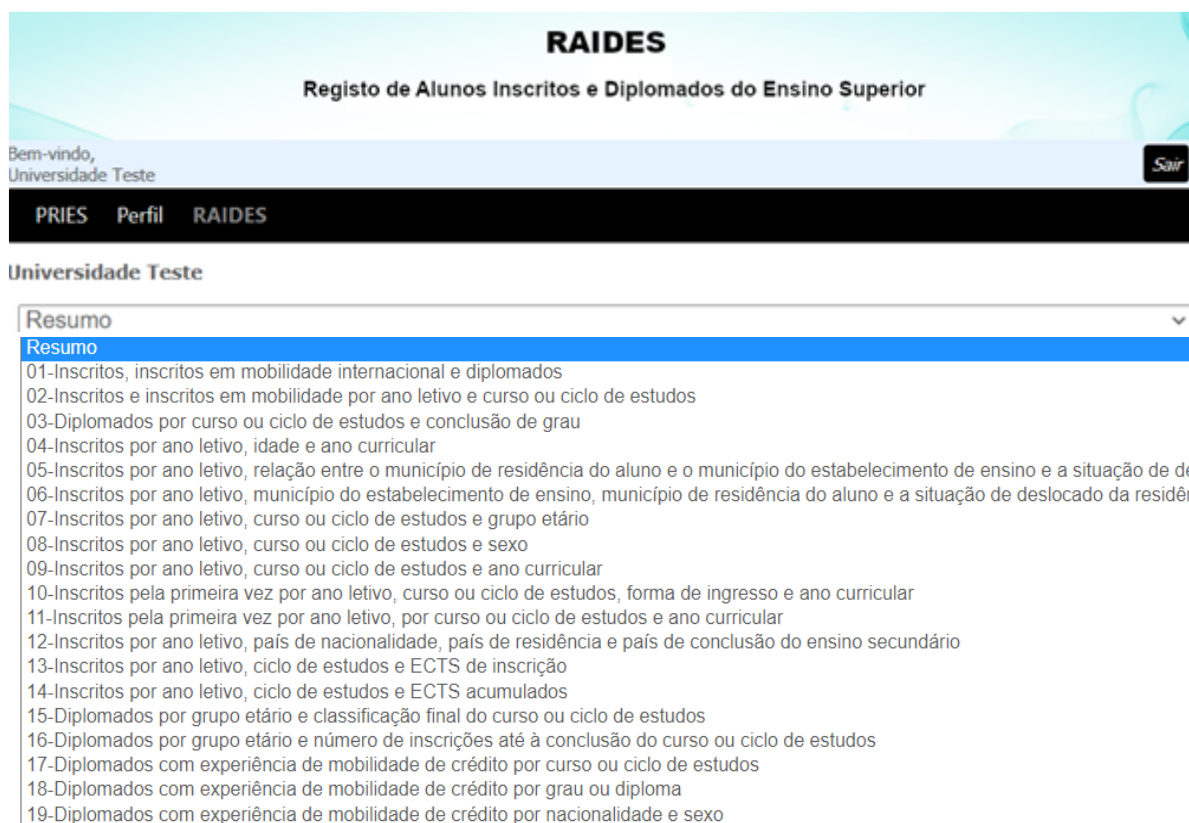 RAIDES
Registo de Alunos Inscritos e Diplomados do Ensino Superior
Bem-vindo,
Universidade Teste
Sair
PRIES Perfil RAIDES
Universidade Teste
Resumo
Resumo
01-Inscritos, inscritos em mobilidade internacional e diplomados
02-Inscritos e inscritos em mobilidade por ano letivo e curso ou ciclo de estudos
03-Diplomados por curso ou ciclo de estudos e conclusão de grau
04-Inscritos por ano letivo, idade e ano curricular
05-Inscritos por ano letivo, relação entre o município de residência do aluno e o município do estabelecimento de ensino e a situação de
06-Inscritos por ano letivo, município do estabelecimento de ensino, município de residência do aluno e a situação de deslocado da
07-Inscritos por ano letivo, curso ou ciclo de estudos e grupo etário
08-Inscritos por ano letivo, curso ou ciclo de estudos e sexo
09-Inscritos por ano letivo, curso ou ciclo de estudos e ano curricular
10-Inscritos pela primeira vez por ano letivo, curso ou ciclo de estudos, forma de ingresso e ano curricular
11-Inscritos pela primeira vez por ano letivo, por curso ou ciclo de estudos e ano curricular
12-Inscritos por ano letivo, país de nacionalidade, país de residência e país de conclusão do ensino secundário
13-Inscritos por ano letivo, ciclo de estudos e ECTS de inscrição
14-Inscritos por ano letivo, ciclo de estudos e ECTS acumulados
15-Diplomados por grupo etário e classificação final do curso ou ciclo de estudos
16-Diplomados por grupo etário e número de inscrições até à conclusão do curso ou ciclo de estudos
17-Diplomados com experiência de mobilidade de crédito por curso ou ciclo de estudos
18-Diplomados com experiência de mobilidade de crédito por grau ou diploma
19-Diplomados com experiência de mobilidade de crédito por nacionalidade e sexo